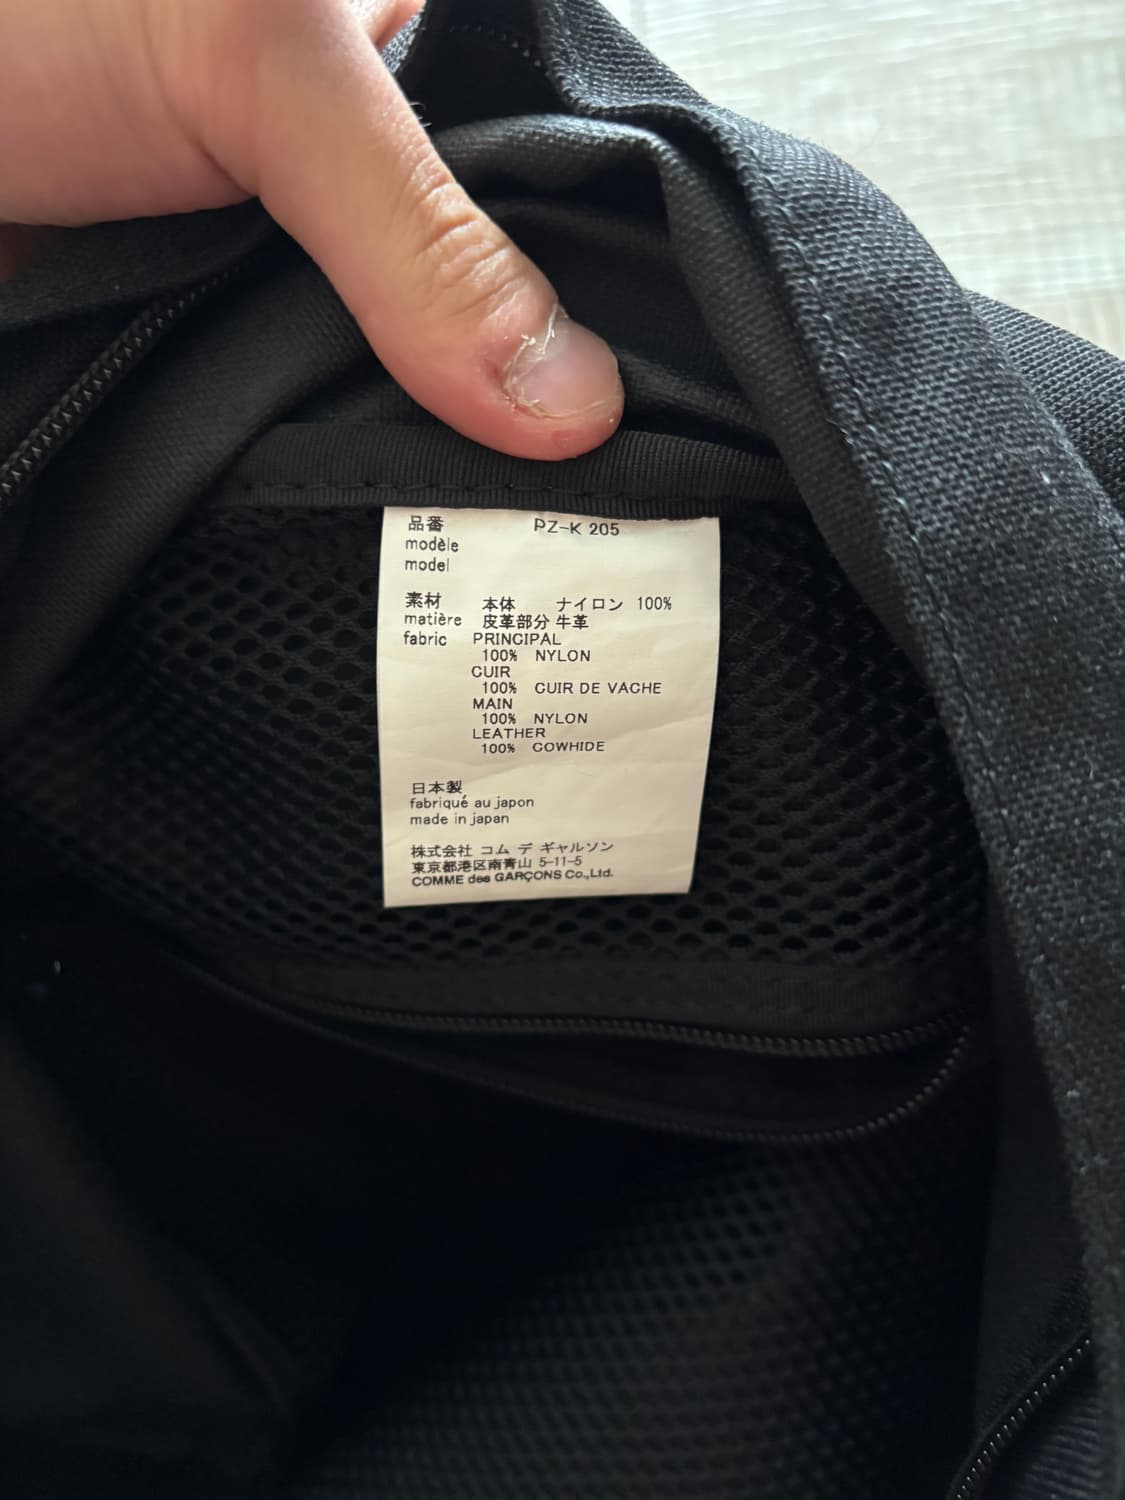 品番 PZ-K 205
modèle
model
素材 本体 ナイロン 100%
matière 皮革部分 牛革
fabric PRINCIPAL
100% NYLON
CUIR
100% CUIR DE VACHE
MAIN
100% NYLON
LEATHER
100% COWHIDE
日本製
fabriqué au japon
made in japan
株式会社 コム デ ギャルソン
東京都港区南青山 5-11-5
COMME des GARÇONS Co.,Ltd.